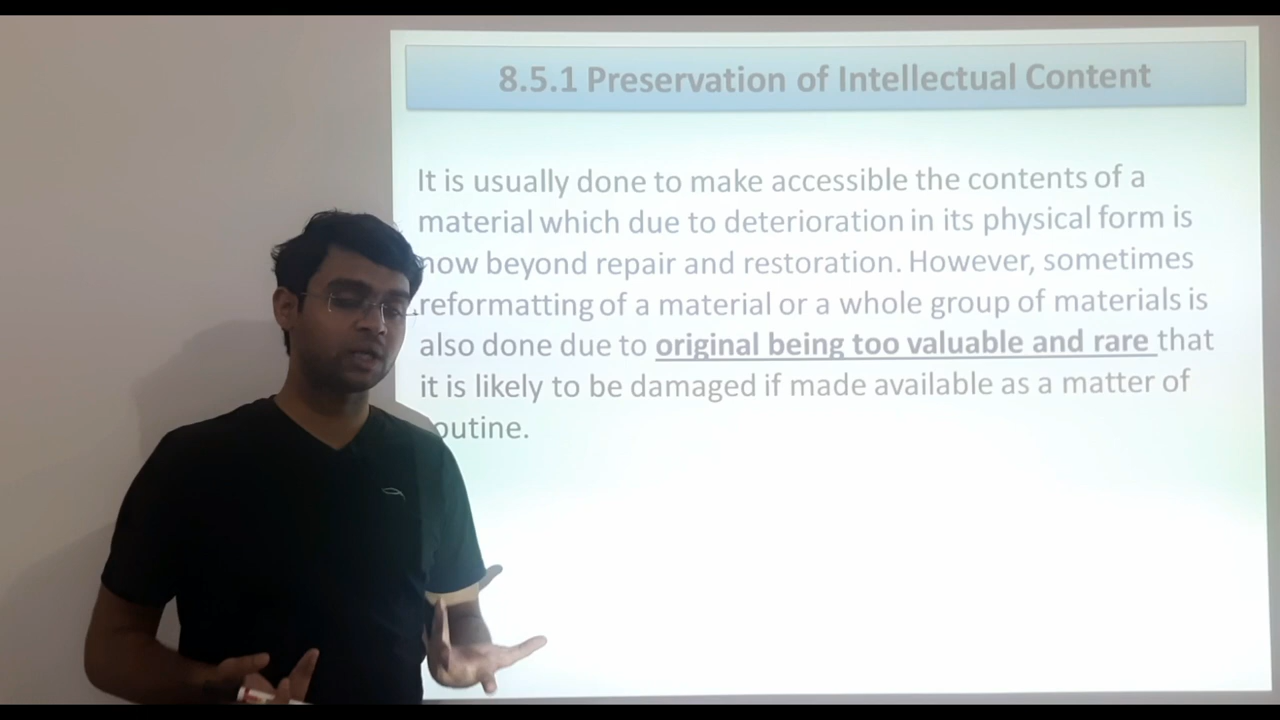 8.5.1 Preservation of Intellectual Content
It is usually done to make accessible the contents of a
material which due to deterioration in its physical form is
now beyond repair and restoration. However, sometimes
reformatting of a material or a whole group of materials is
also done due to original being too valuable and rare that
it is likely to be damaged if made available as a matter of
routine.